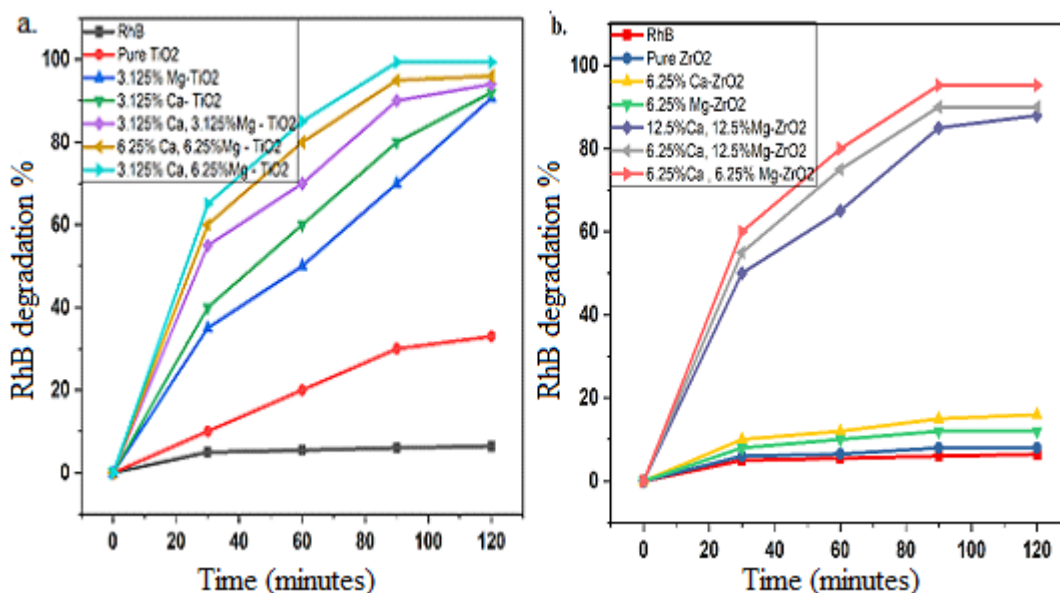 a.
RhB
Pure TiO2
3.125% Mg-TiO2
3.125% Ca- TiO2
3.125% Ca, 3.125%Mg - TiO2
6.25% Ca, 6.25%Mg - TiO2
3.125% Ca, 6.25%Mg - TiO2
100
80
60
40
20
0
RhB degradation %
0 20 40 60 80 100 120
Time (minutes)
b.
RhB
Pure ZrO2
6.25% Ca-ZrO2
6.25% Mg-ZrO2
12.5%Ca, 12.5%Mg-ZrO2
6.25%Ca, 12.5%Mg-ZrO2
6.25%Ca , 6.25% Mg-ZrO2
100
80
60
40
20
0
RhB degradation %
0 20 40 60 80 100 120
Time (minutes)